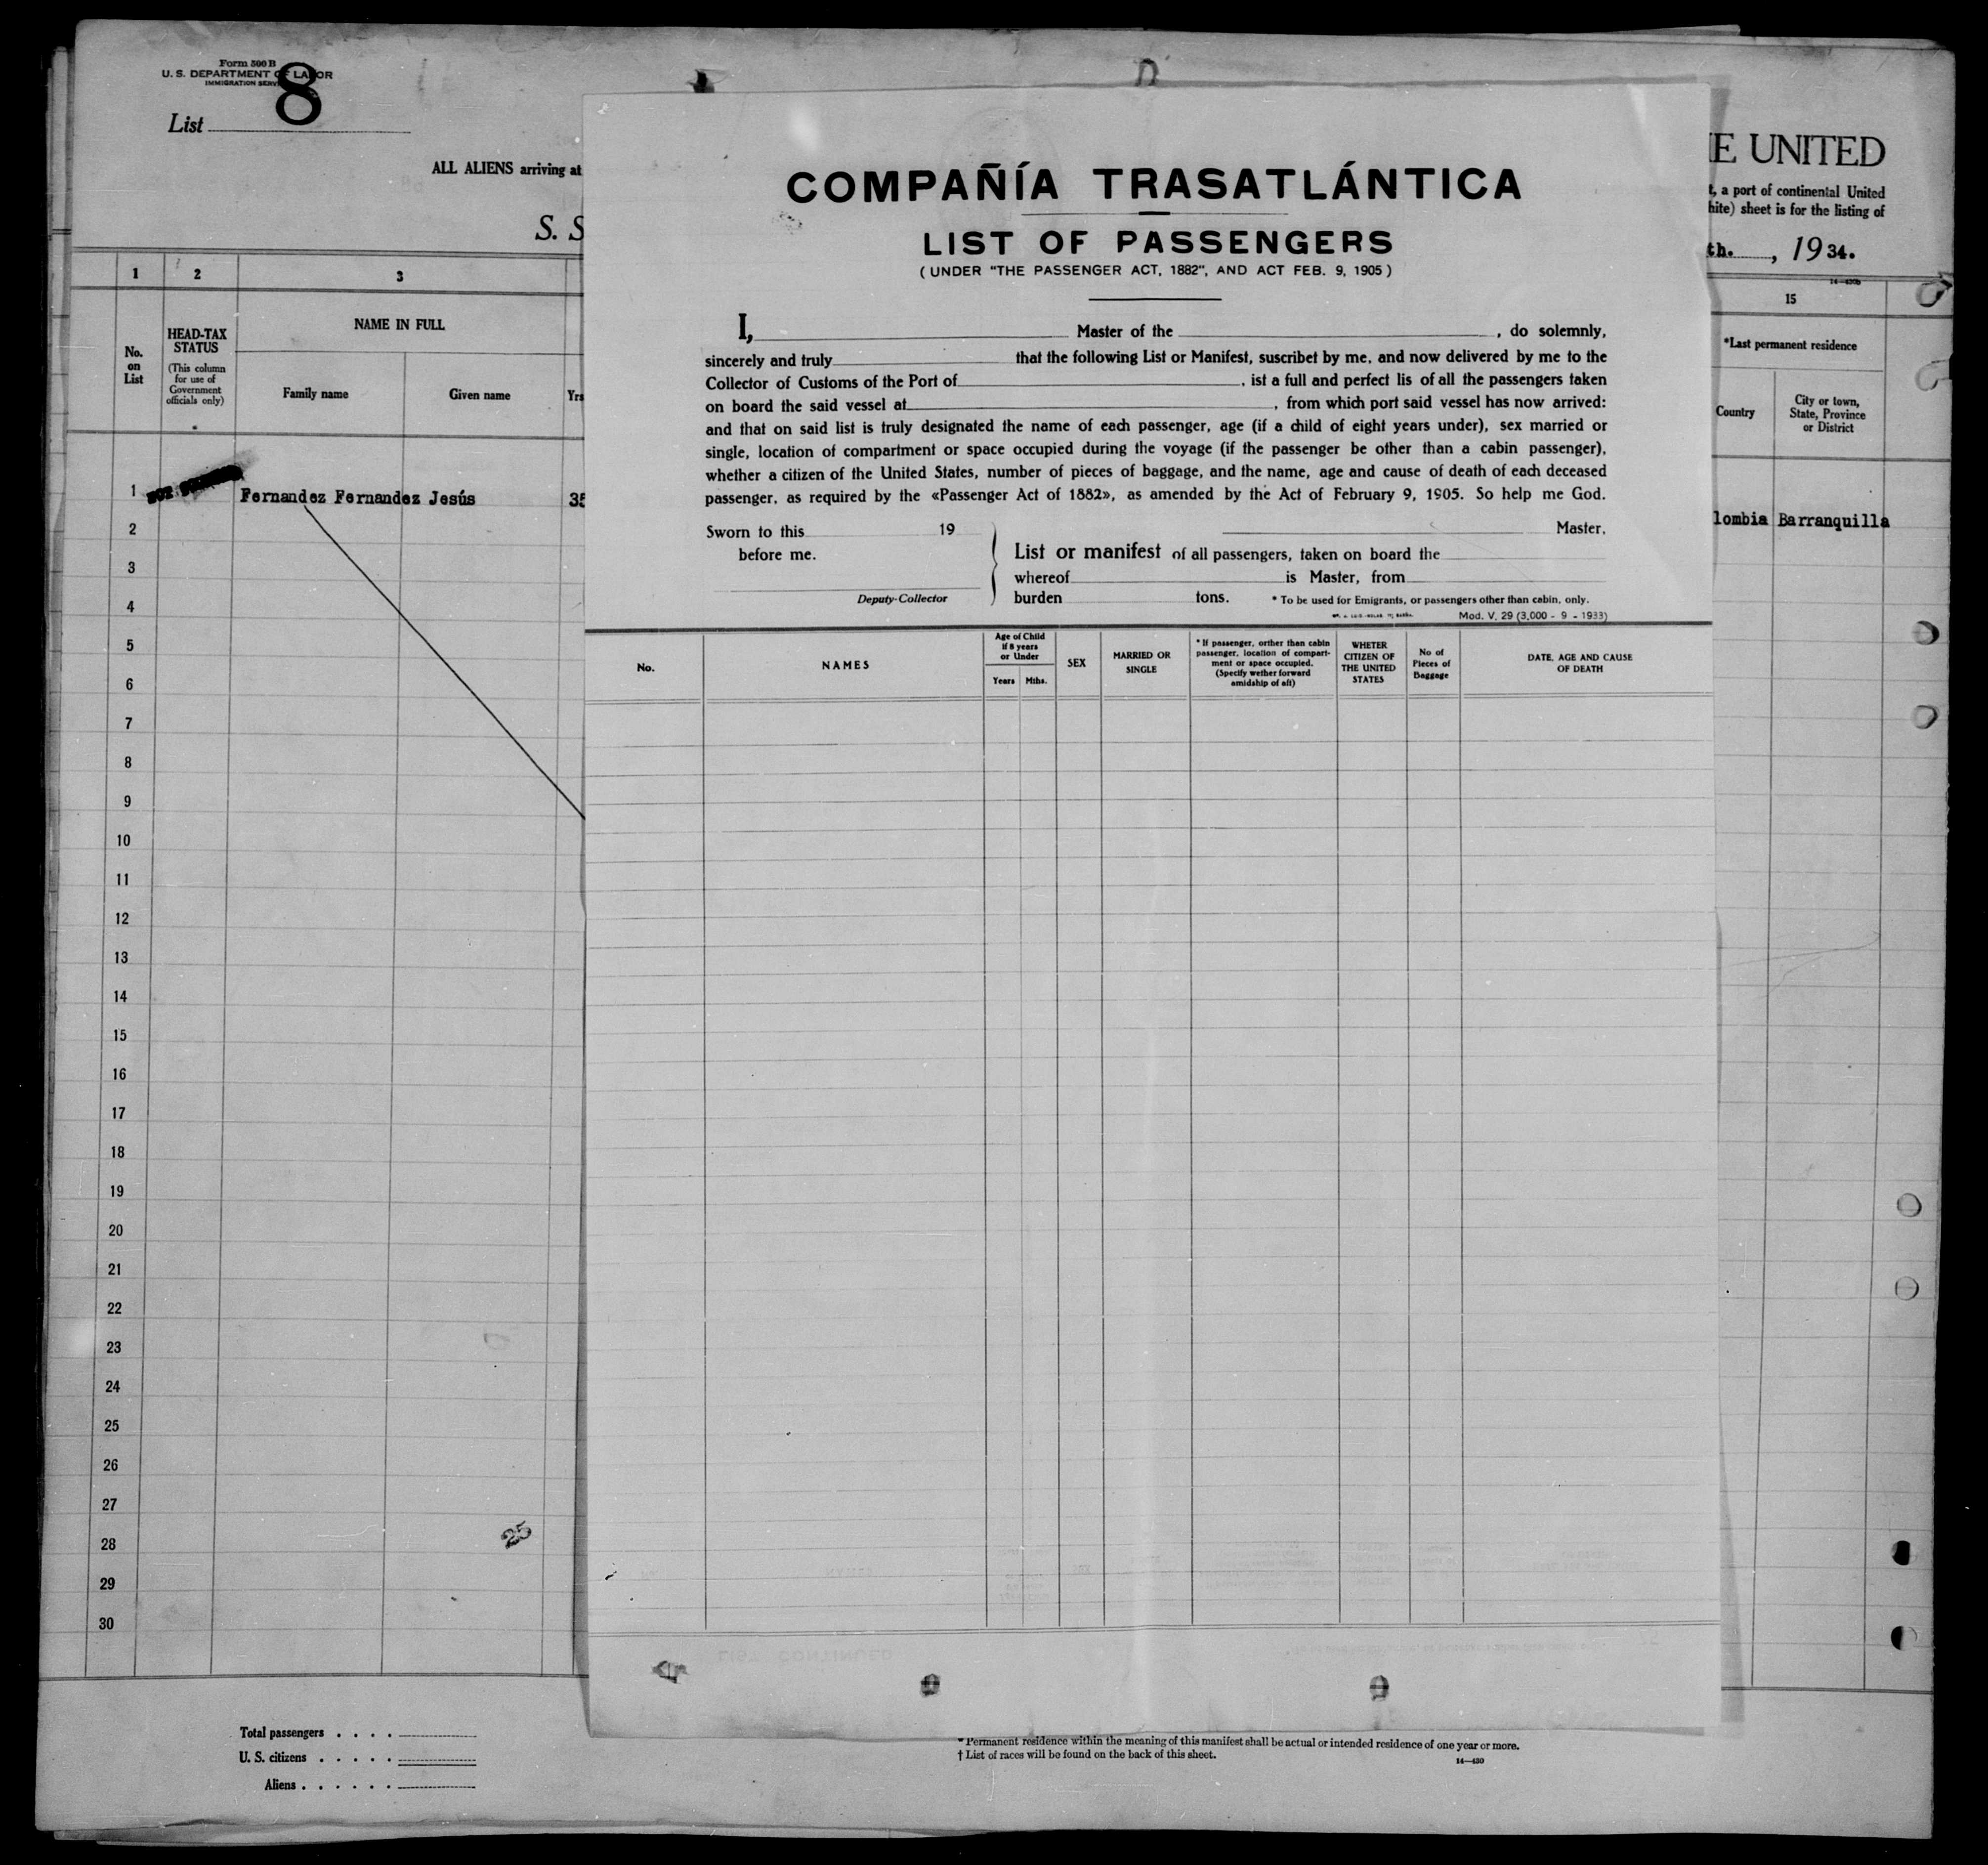 Form 500 B
U. S. DEPARTMENT OF LABOR
IMMIGRATION SERV
List 8
ALL ALIENS arriving at
S. S
1 2 3
No. on List
HEAD-TAX STATUS
(This column for use of Government officials only)
NAME IN FULL
Family name
Given name
Yrs
1 Fernandez Fernandez Jesús 35
2
3
4
5
6
7
8
9
10
11
12
13
14
15
16
17
18
19
20
21
22
23
24
25
26
27
28
29
30
25
Total passengers . . . .
U. S. citizens . . . . .
Aliens . . . . . .
COMPAÑÍA TRASATLÁNTICA
LIST OF PASSENGERS
( UNDER "THE PASSENGER ACT, 1882", AND ACT FEB. 9, 1905 )
I, Master of the , do solemnly,
sincerely and truly that the following List or Manifest, suscribet by me, and now delivered by me to the
Collector of Customs of the Port of , ist a full and perfect lis of all the passengers taken
on board the said vessel at , from which port said vessel has now arrived:
and that on said list is truly designated the name of each passenger, age (if a child of eight years under), sex married or
single, location of compartment or space occupied during the voyage (if the passenger be other than a cabin passenger),
whether a citizen of the United States, number of pieces of baggage, and the name, age and cause of death of each deceased
passenger, as required by the «Passenger Act of 1882», as amended by the Act of February 9, 1905. So help me God.
Sworn to this 19
before me.
Deputy-Collector
Master,
List or manifest of all passengers, taken on board the
whereof is Master, from
burden tons. * To be used for Emigrants, or passengers other than cabin, only.
Mod. V, 29 (3,000 - 9 - 1933)
No.
NAMES
Age of Child
if 8 years
or Under
Years Mths.
SEX
MARRIED OR
SINGLE
* If passenger, orther than cabin
passenger, location of compart-
ment or space occupied.
(Specify wether forward
amidship of aft)
WHETER
CITIZEN OF
THE UNITED
STATES
No of
Pieces of
Baggage
DATE, AGE AND CAUSE
OF DEATH
LIST CONTINUED
* Permanent residence within the meaning of this manifest shall be actual or intended residence of one year or more.
† List of races will be found on the back of this sheet.
14—430
E UNITED
t, a port of continental United
hite) sheet is for the listing of
th. , 1934.
14—430b
15
*Last permanent residence
Country
City or town,
State, Province
or District
lombia Barranquilla